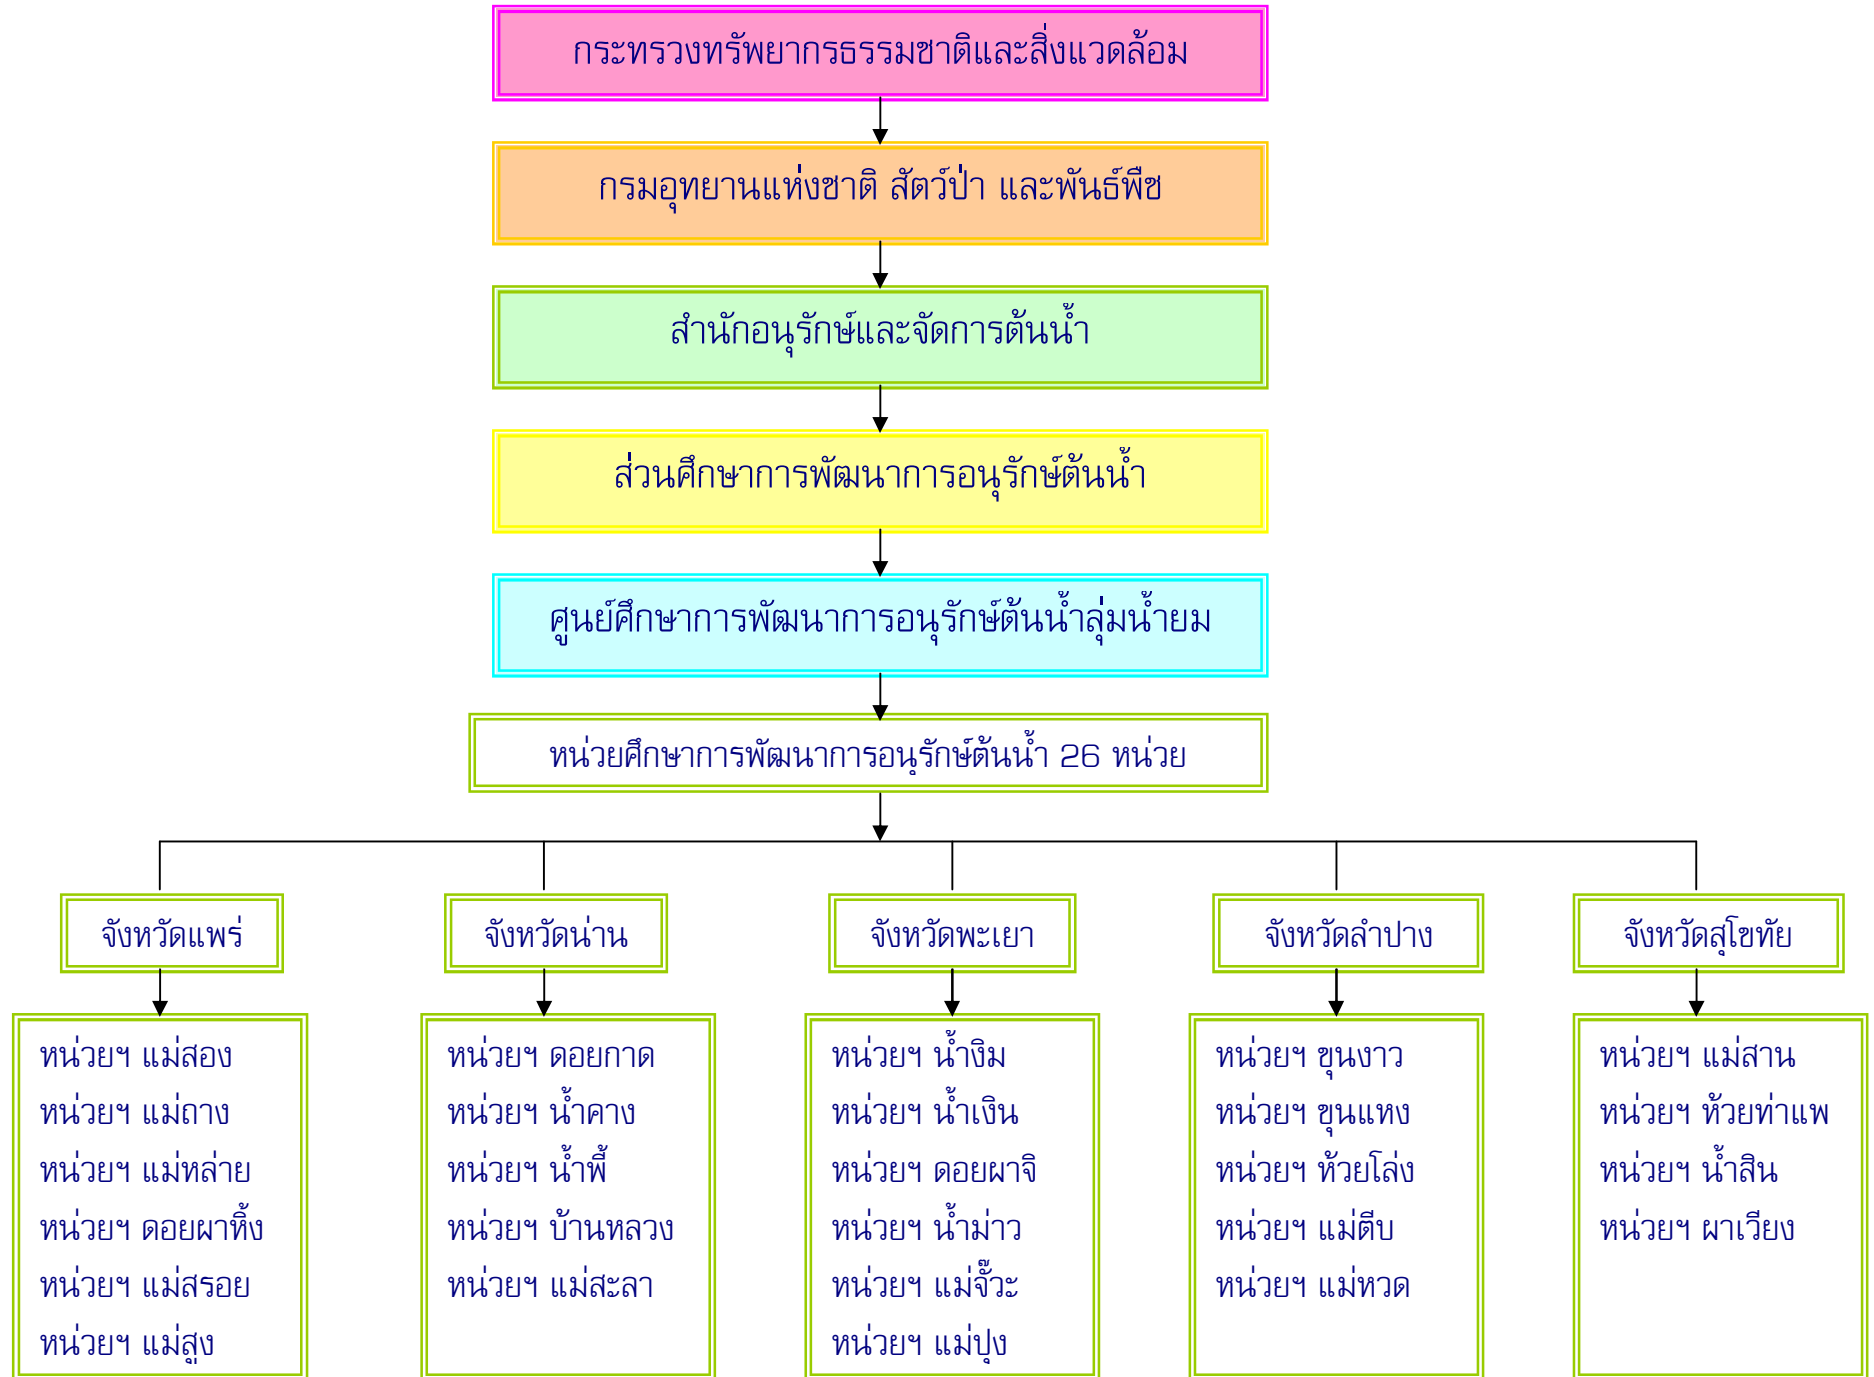 กระทรวงทรัพยากรธรรมชาติและสิ่งแวดล้อม
กรมอุทยานแห่งชาติ สัตว์ป่า และพันธ์พืช
สำนักอนุรักษ์และจัดการต้นน้ำ
ส่วนศึกษาการพัฒนาการอนุรักษ์ต้นน้ำ
ศูนย์ศึกษาการพัฒนาการอนุรักษ์ต้นน้ำลุ่มน้ำยม
หน่วยศึกษาการพัฒนาการอนุรักษ์ต้นน้ำ 26 หน่วย
จังหวัดแพร่
หน่วยฯ แม่สอง
หน่วยฯ แม่ถาง
หน่วยฯ แม่หล่าย
หน่วยฯ ดอยผาหิ้ง
หน่วยฯ แม่สรอย
หน่วยฯ แม่สูง
จังหวัดน่าน
หน่วยฯ ดอยกาด
หน่วยฯ น้ำคาง
หน่วยฯ น้ำพี้
หน่วยฯ บ้านหลวง
หน่วยฯ แม่สะลา
จังหวัดพะเยา
หน่วยฯ น้ำงิม
หน่วยฯ น้ำเงิน
หน่วยฯ ดอยผาจิ
หน่วยฯ น้ำม่าว
หน่วยฯ แม่จั๊วะ
หน่วยฯ แม่ปุง
จังหวัดลำปาง
หน่วยฯ ขุนงาว
หน่วยฯ ขุนแหง
หน่วยฯ ห้วยโล่ง
หน่วยฯ แม่ตีบ
หน่วยฯ แม่หวด
จังหวัดสุโขทัย
หน่วยฯ แม่สาน
หน่วยฯ ห้วยท่าแพ
หน่วยฯ น้ำสิน
หน่วยฯ ผาเวียง